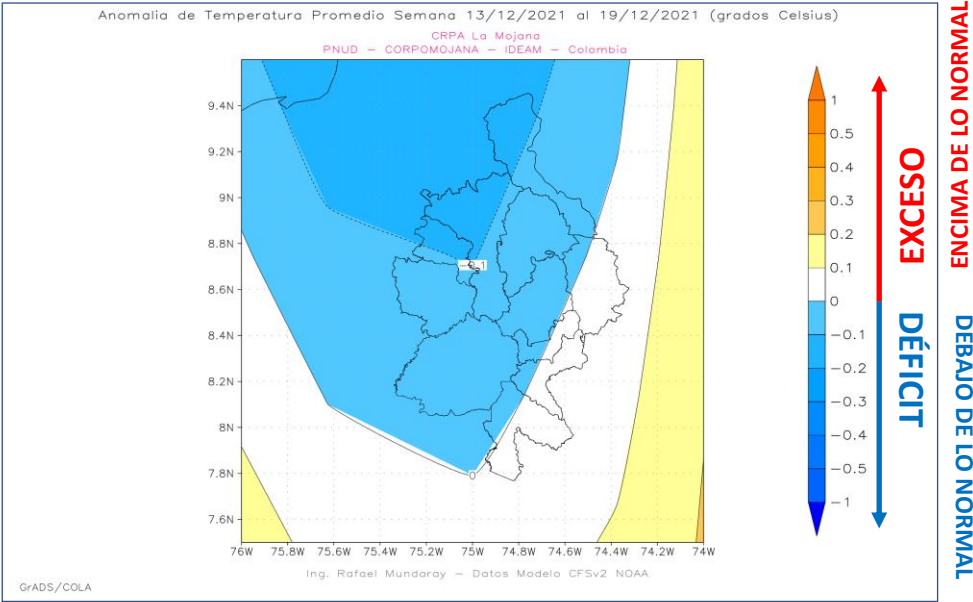 Anomalia de Temperatura Promedio Semana 13/12/2021 al 19/12/2021 (grados Celsius)
CRPA La Mojana
PNUD — CORPOMOJANA — IDEAM — Colombia
9.4N
9.2N
9N
8.8N
8.6N
8.4N
8.2N
8N
7.8N
7.6N
-0.1
0
76W 75.8W 75.6W 75.4W 75.2W 75W 74.8W 74.6W 74.4W 74.2W 74W
Ing. Rafael Mundaray — Datos Modelo CFSv2 NOAA
GrADS/COLA
1
0.5
0.4
0.3
0.2
0.1
0
-0.1
-0.2
-0.3
-0.4
-0.5
-1
EXCESO
DÉFICIT
ENCIMA DE LO NORMAL
DEBAJO DE LO NORMAL